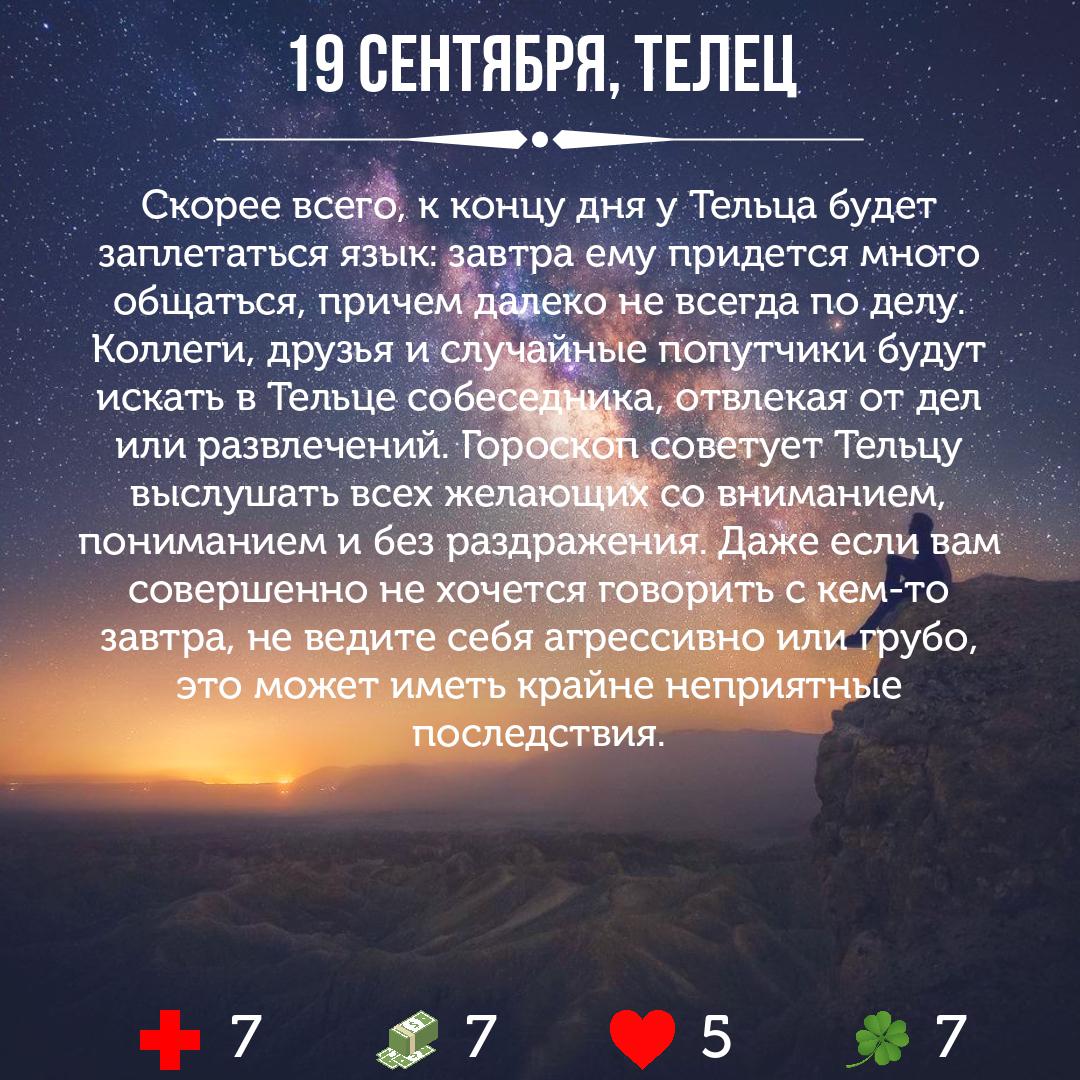 19 СЕНТЯБРЯ, ТЕЛЕЦ
Скорее всего, к концу дня у Тельца будет
заплетаться язык: завтра ему придется много
общаться, причем далеко не всегда по делу.
Коллеги, друзья и случайные попутчики будут
искать в Тельце собеседника, отвлекая от дел
или развлечений. Гороскоп советует Тельцу
выслушать всех желающих со вниманием,
пониманием и без раздражения. Даже если вам
совершенно не хочется говорить с кем-то
завтра, не ведите себя агрессивно или грубо,
это может иметь крайне неприятные
последствия.
7 7 5 7